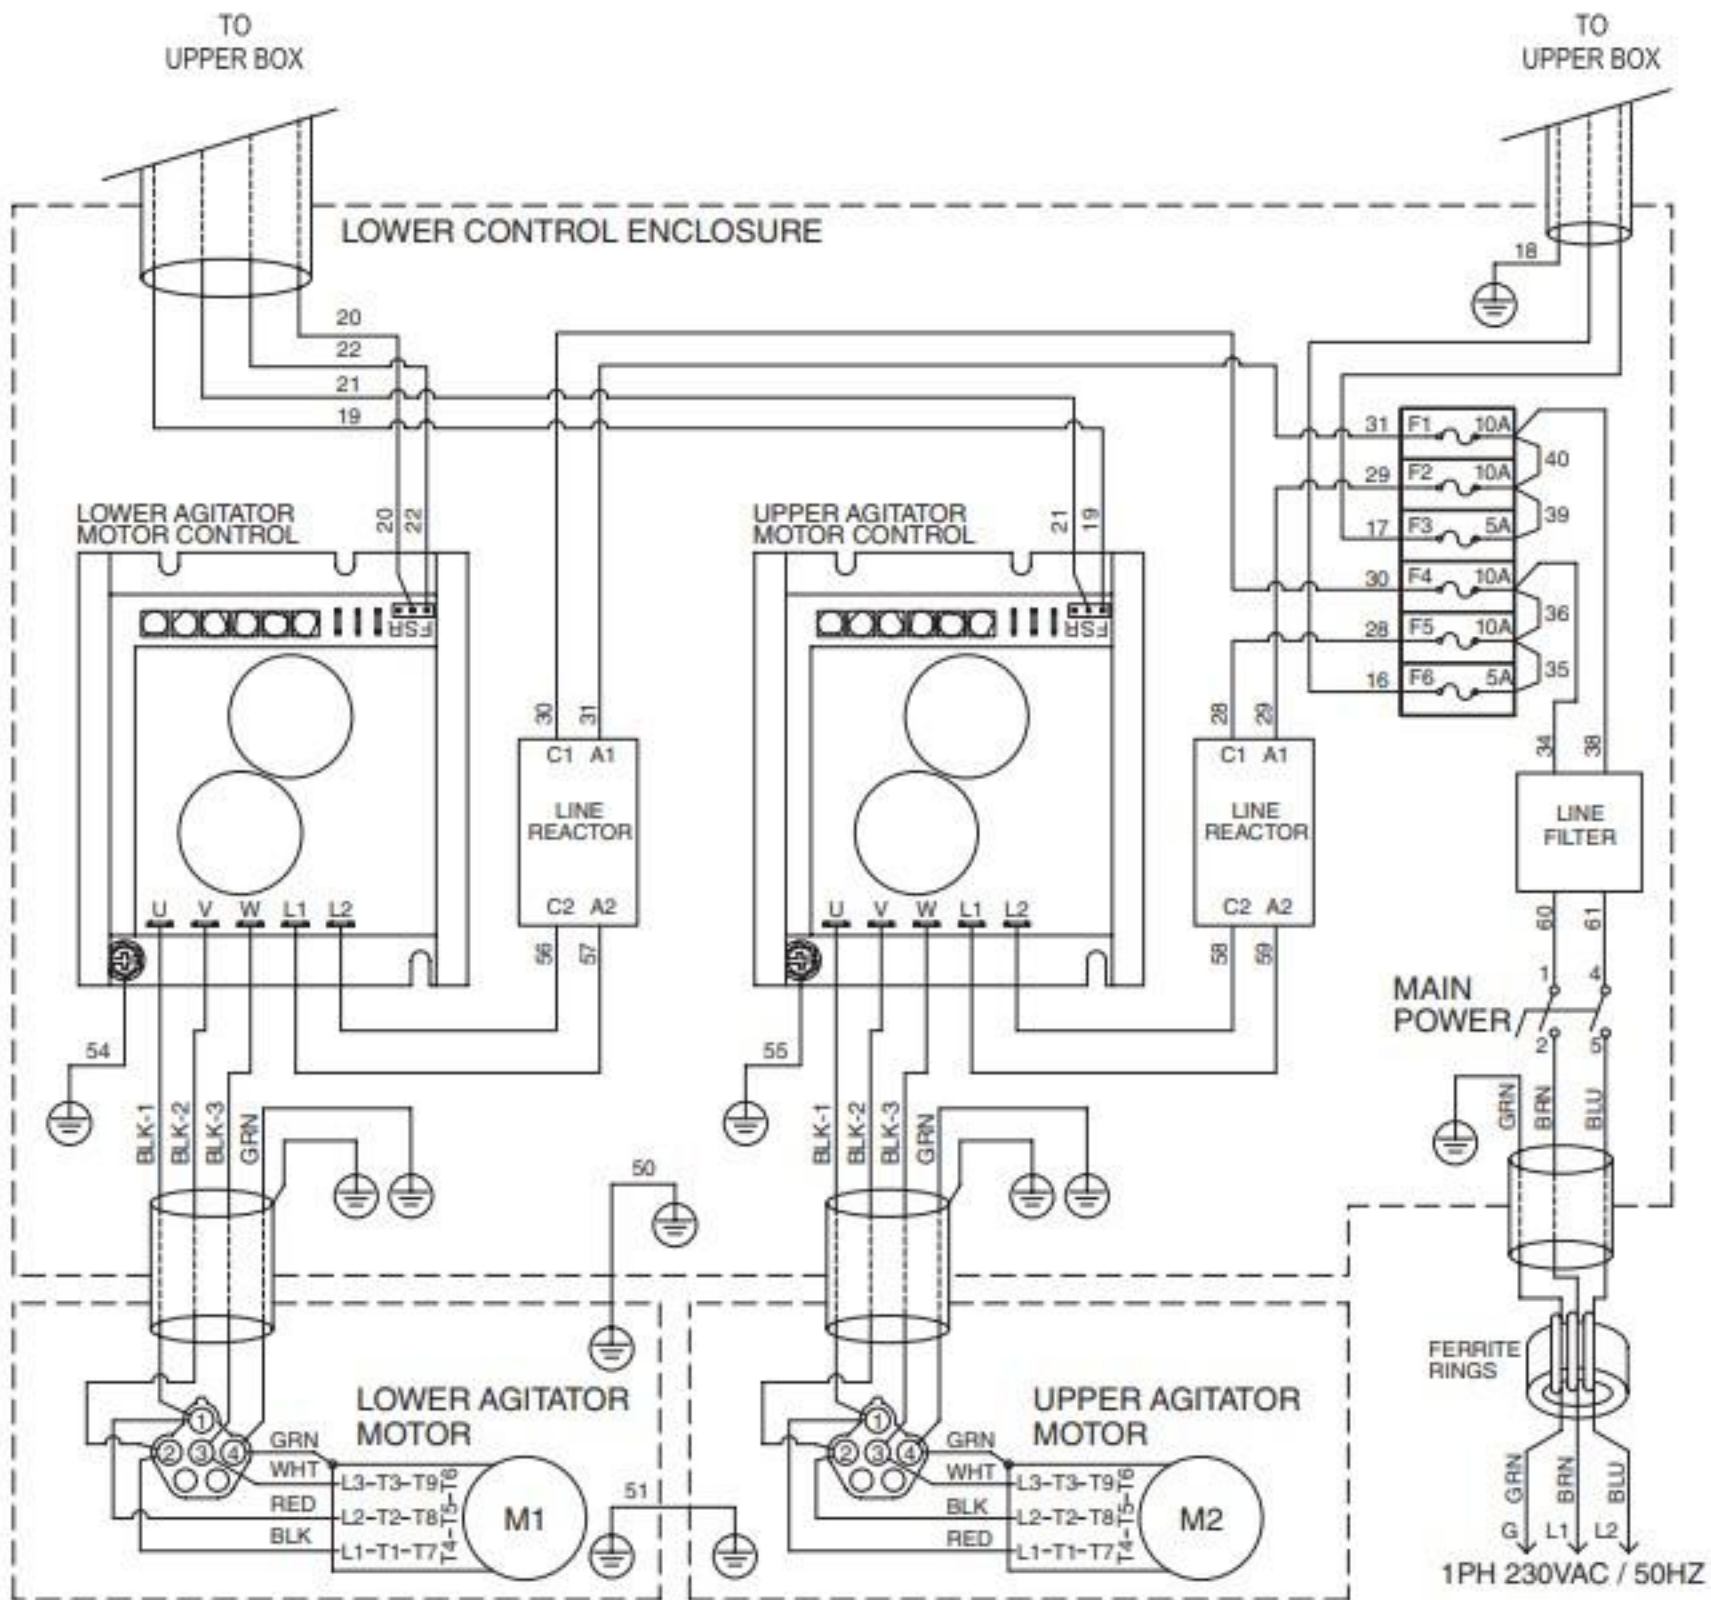 TO
UPPER BOX
TO
UPPER BOX
LOWER CONTROL ENCLOSURE
18
20
22
21
19
31 F1 10A
40
29 F2 10A
39
17 F3 5A
30 F4 10A
36
28 F5 10A
35
16 F6 5A
LOWER AGITATOR
MOTOR CONTROL
20
22
UPPER AGITATOR
MOTOR CONTROL
21
19
FSR
FSR
30
31
28
29
34
38
C1 A1
LINE
REACTOR
C2 A2
C1 A1
LINE
REACTOR
C2 A2
LINE
FILTER
U V W L1 L2
U V W L1 L2
56
57
58
59
60
61
1 4
MAIN
POWER
2 5
54
55
BLK-1
BLK-2
BLK-3
GRN
BLK-1
BLK-2
BLK-3
GRN
GRN
BRN
BLU
50
FERRITE
RINGS
LOWER AGITATOR
MOTOR
UPPER AGITATOR
MOTOR
1
2 3 4
GRN
WHT
RED
BLK
L3-T3-T9
L2-T2-T8
L1-T1-T7
T4-T5-T6
M1
51
1
2 3 4
GRN
WHT
BLK
RED
L3-T3-T9
L2-T2-T8
L1-T1-T7
T4-T5-T6
M2
GRN
BRN
BLU
G L1 L2
1PH 230VAC / 50HZ